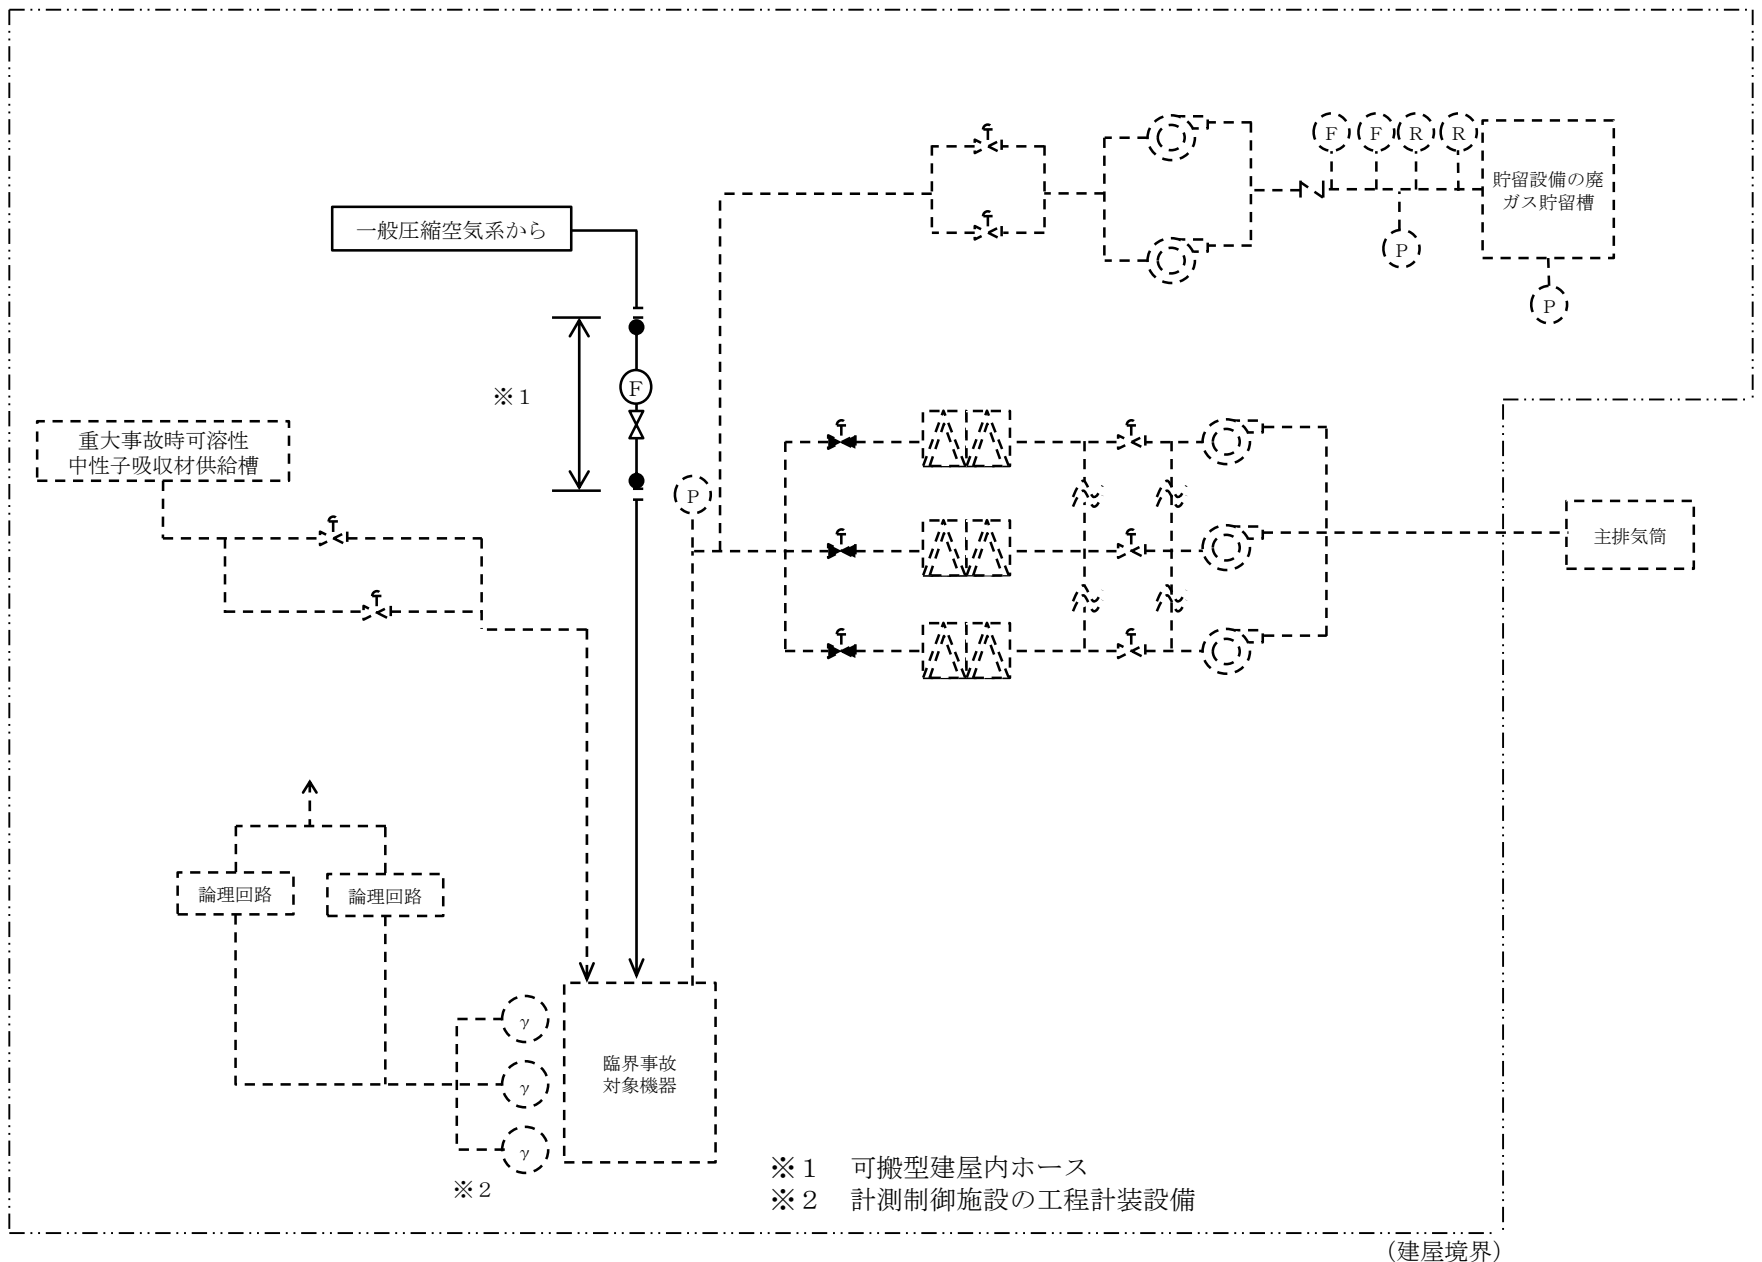 F F R R
貯留設備の廃
ガス貯留槽
一般圧縮空気系から
P
P
※１
F
重大事故時可溶性
中性子吸収材供給槽
P
主排気筒
論理回路
論理回路
γ
臨界事故
対象機器
γ
γ
※２
※１　可搬型建屋内ホース
※２　計測制御施設の工程計装設備
（建屋境界）